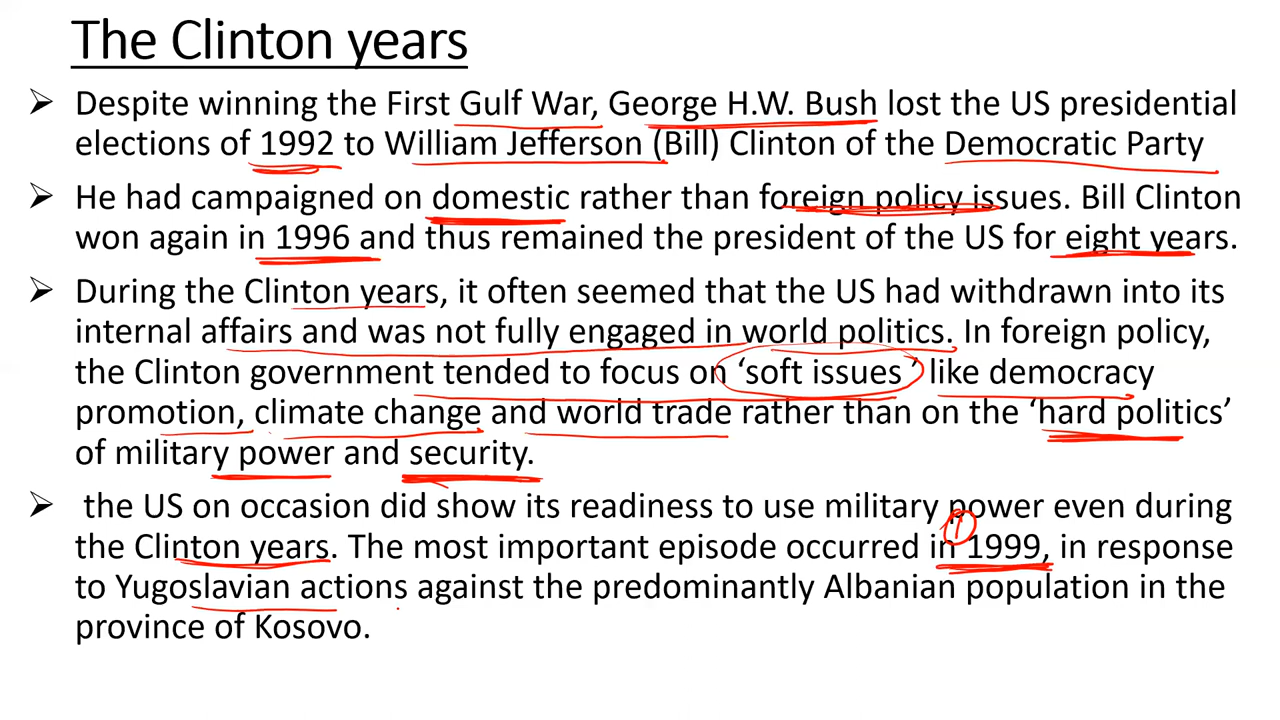 The Clinton years
➢ Despite winning the First Gulf War, George H.W. Bush lost the US presidential
elections of 1992 to William Jefferson (Bill) Clinton of the Democratic Party
➢ He had campaigned on domestic rather than foreign policy issues. Bill Clinton
won again in 1996 and thus remained the president of the US for eight years.
➢ During the Clinton years, it often seemed that the US had withdrawn into its
internal affairs and was not fully engaged in world politics. In foreign policy,
the Clinton government tended to focus on ‘soft issues’ like democracy
promotion, climate change and world trade rather than on the ‘hard politics’
of military power and security.
➢ the US on occasion did show its readiness to use military power even during
1
the Clinton years. The most important episode occurred in 1999, in response
to Yugoslavian actions against the predominantly Albanian population in the
province of Kosovo.